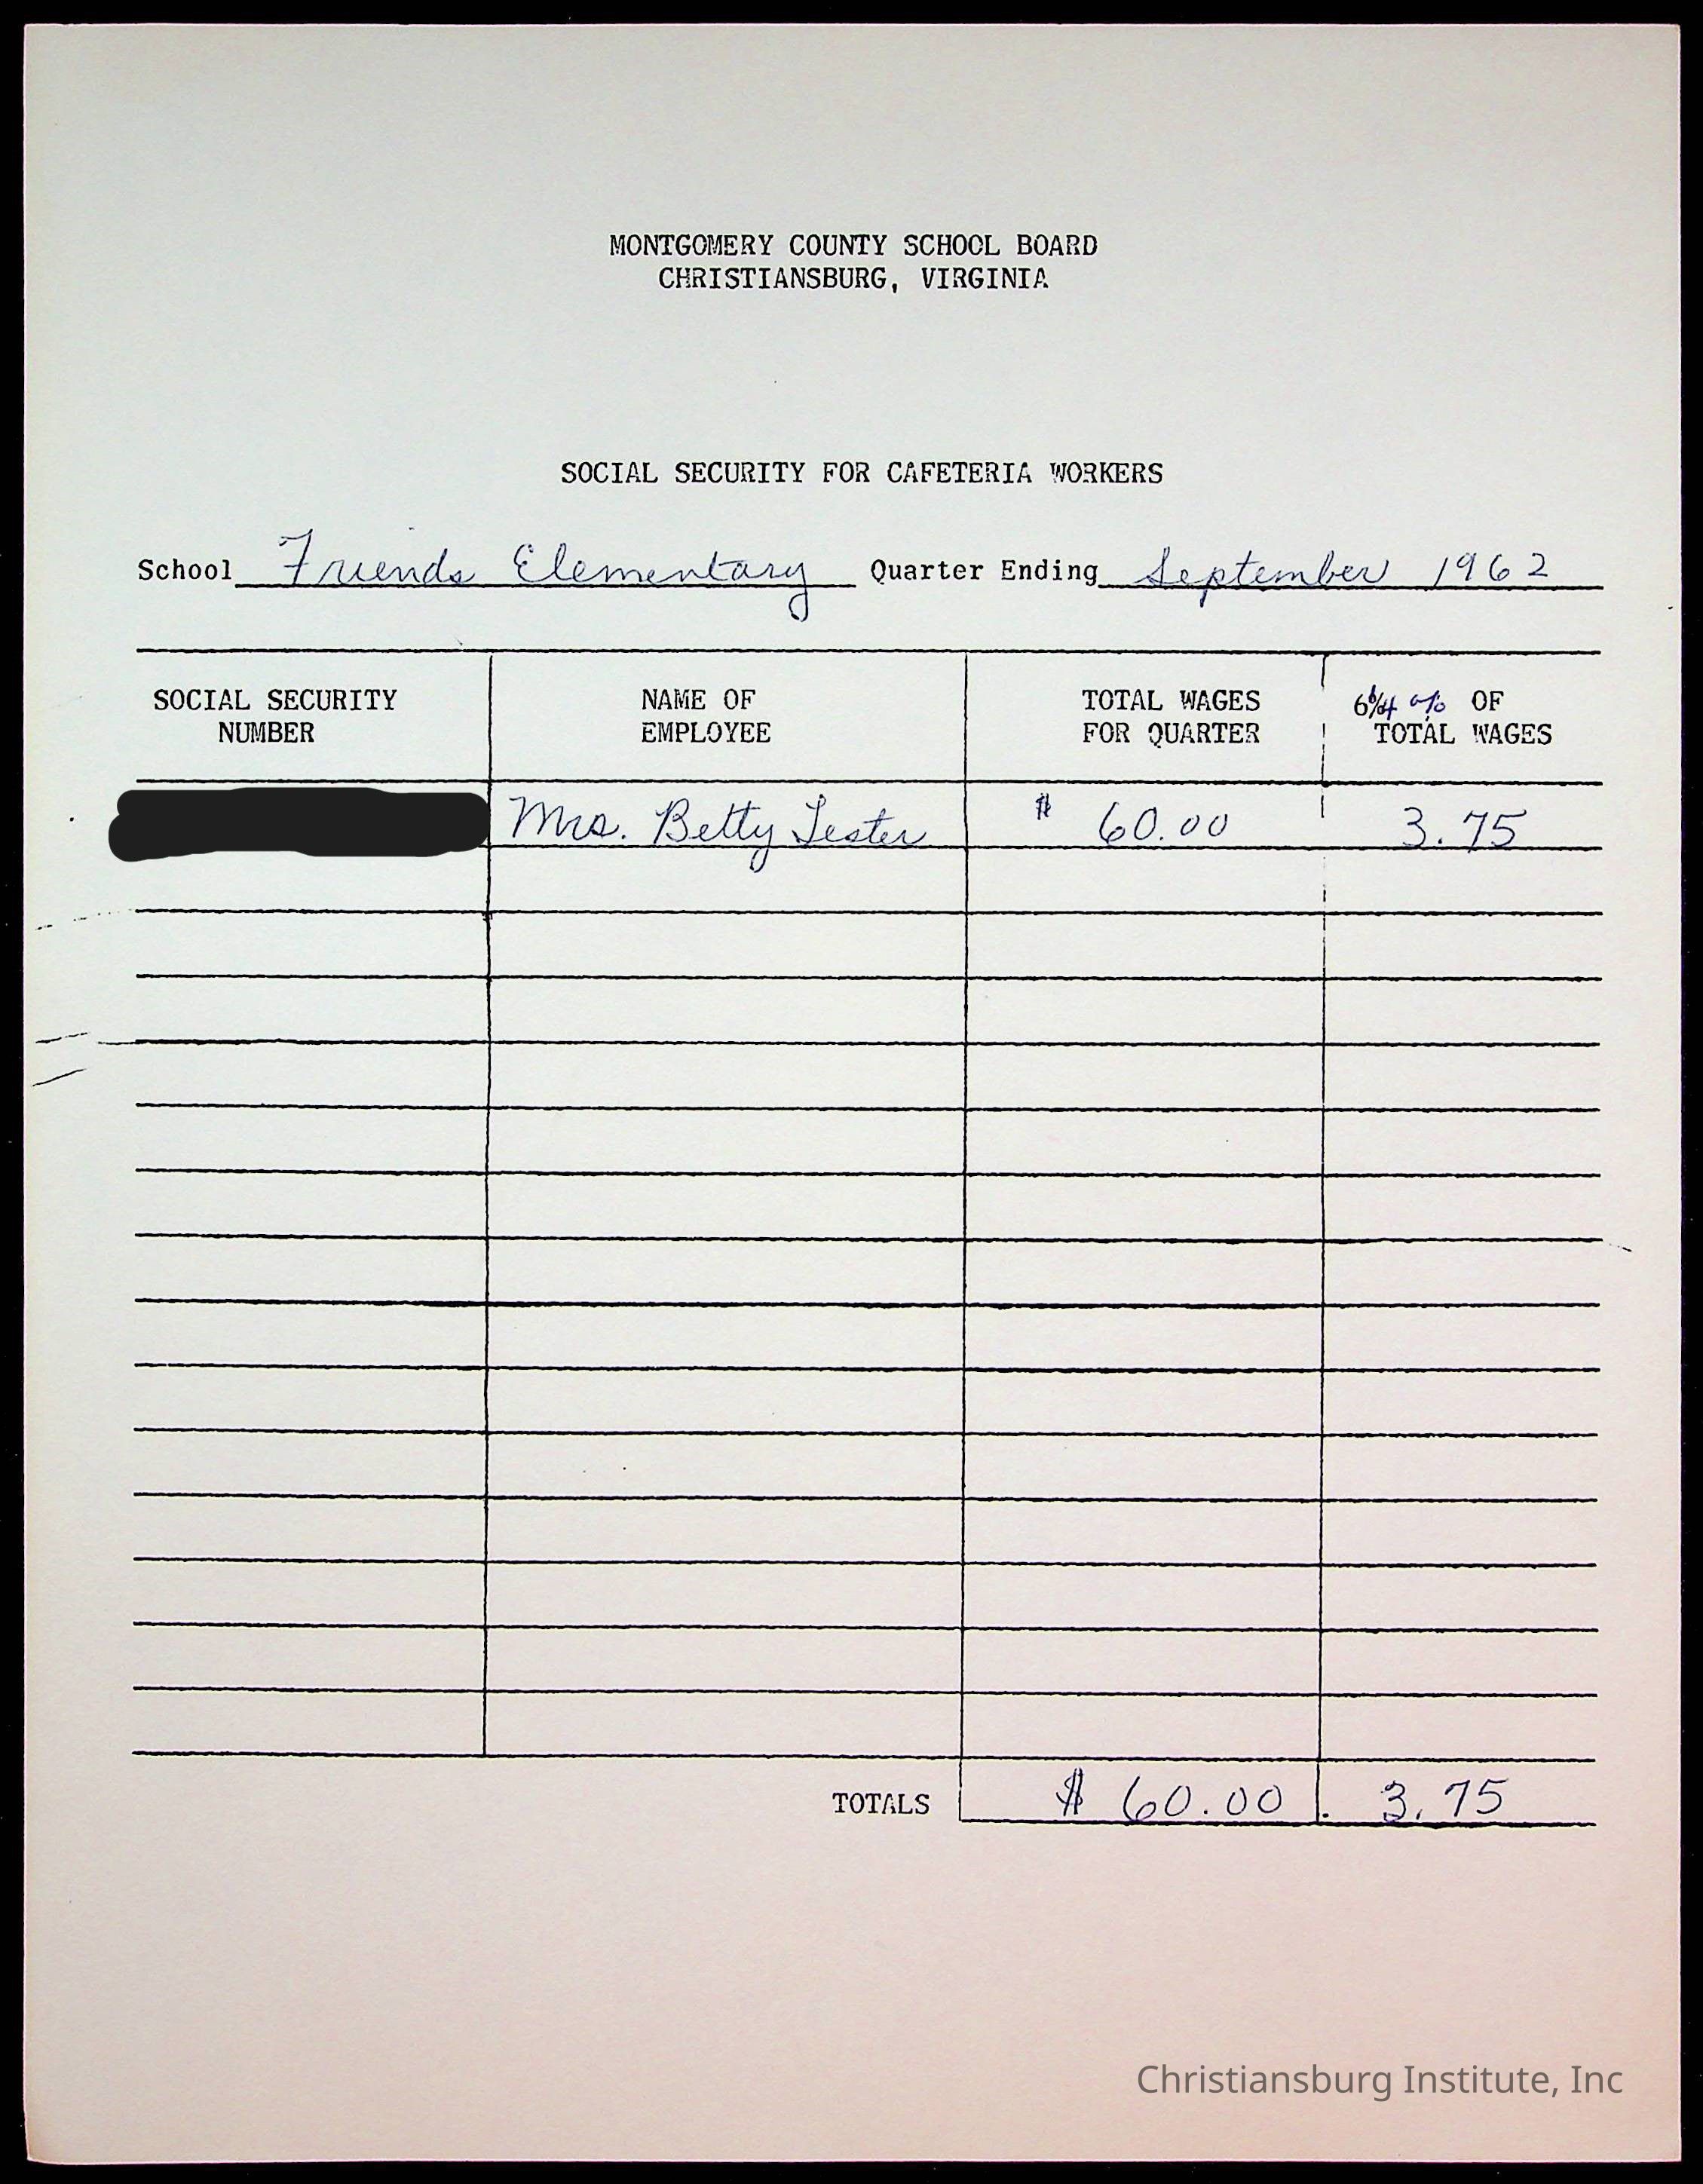 MONTGOMERY COUNTY SCHOOL BOARD
CHRISTIANSBURG, VIRGINIA
SOCIAL SECURITY FOR CAFETERIA WORKERS
School Friends Elementary Quarter Ending September 1962
SOCIAL SECURITY NUMBER NAME OF EMPLOYEE TOTAL WAGES FOR QUARTER 6 1/4 % OF TOTAL WAGES
Mrs. Betty Lester $ 60.00 3.75
TOTALS $ 60.00 3.75
Christiansburg Institute, Inc